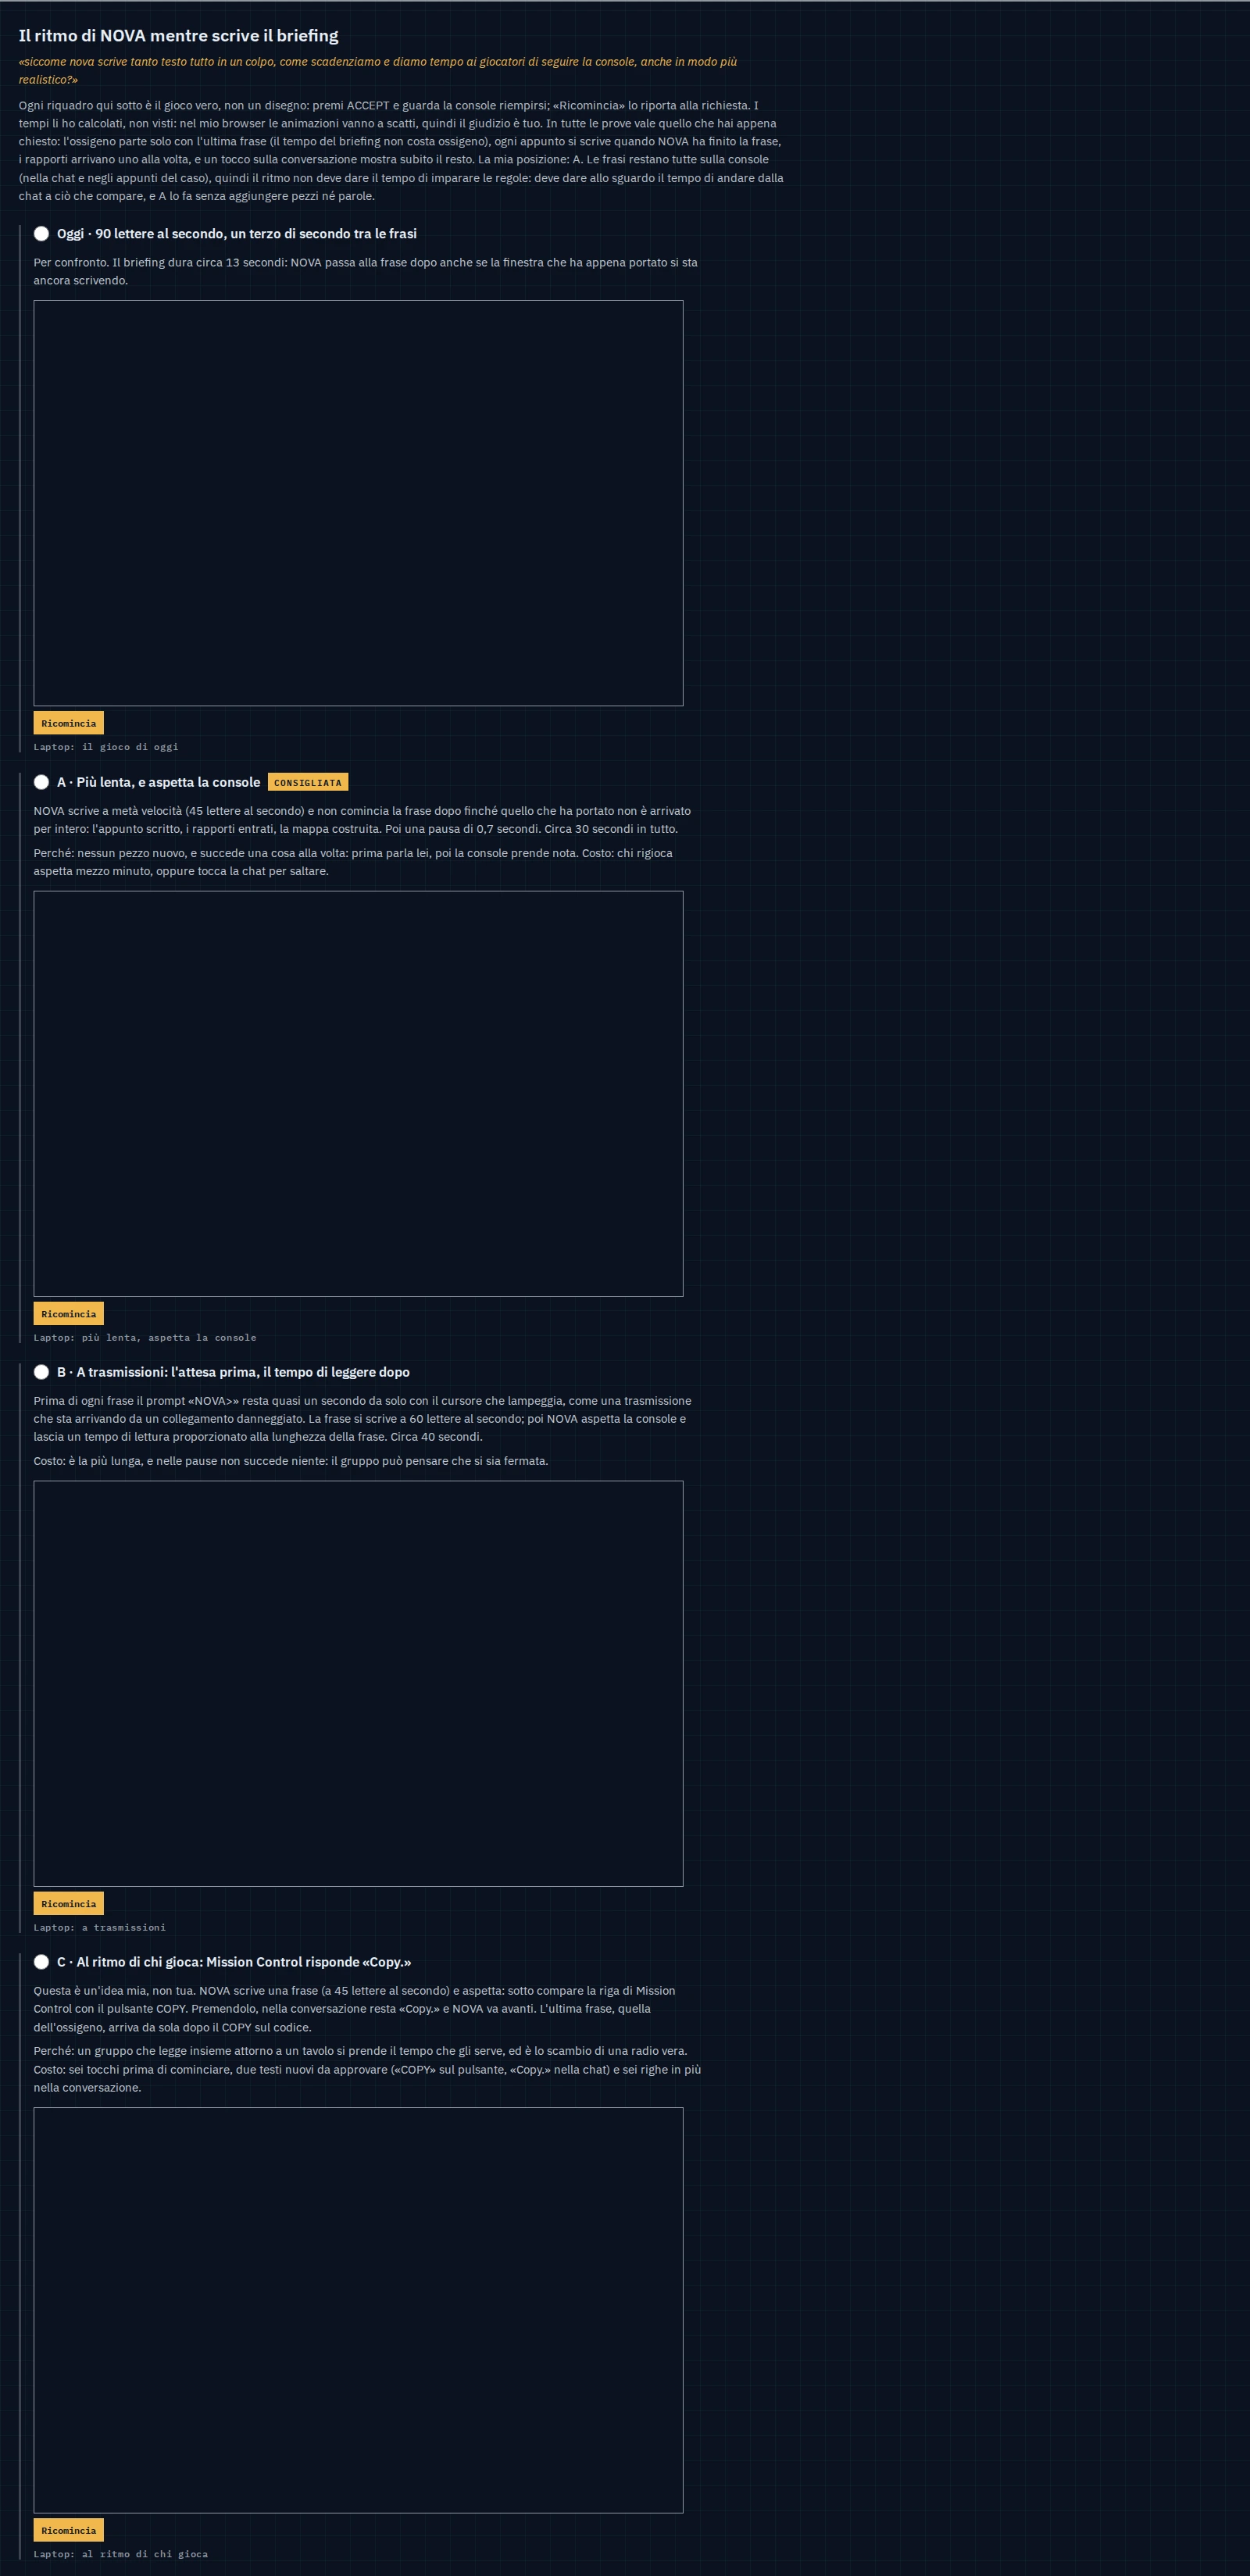 Il ritmo di NOVA mentre scrive il briefing
«siccome nova scrive tanto testo tutto in un colpo, come scadenziamo e diamo tempo ai giocatori di seguire la console, anche in modo più
realistico?»
Ogni riquadro qui sotto è il gioco vero, non un disegno: premi ACCEPT e guarda la console riempirsi; «Ricomincia» lo riporta alla richiesta. I
tempi li ho calcolati, non visti: nel mio browser le animazioni vanno a scatti, quindi il giudizio è tuo. In tutte le prove vale quello che hai appena
chiesto: l'ossigeno parte solo con l'ultima frase (il tempo del briefing non costa ossigeno), ogni appunto si scrive quando NOVA ha finito la frase,
i rapporti arrivano uno alla volta, e un tocco sulla conversazione mostra subito il resto. La mia posizione: A. Le frasi restano tutte sulla console
(nella chat e negli appunti del caso), quindi il ritmo non deve dare il tempo di imparare le regole: deve dare allo sguardo il tempo di andare dalla
chat a ciò che compare, e A lo fa senza aggiungere pezzi né parole.
Oggi · 90 lettere al secondo, un terzo di secondo tra le frasi
Per confronto. Il briefing dura circa 13 secondi: NOVA passa alla frase dopo anche se la finestra che ha appena portato si sta
ancora scrivendo.
Ricomincia
Laptop: il gioco di oggi
A · Più lenta, e aspetta la console CONSIGLIATA
NOVA scrive a metà velocità (45 lettere al secondo) e non comincia la frase dopo finché quello che ha portato non è arrivato
per intero: l'appunto scritto, i rapporti entrati, la mappa costruita. Poi una pausa di 0,7 secondi. Circa 30 secondi in tutto.
Perché: nessun pezzo nuovo, e succede una cosa alla volta: prima parla lei, poi la console prende nota. Costo: chi rigioca
aspetta mezzo minuto, oppure tocca la chat per saltare.
Ricomincia
Laptop: più lenta, aspetta la console
B · A trasmissioni: l'attesa prima, il tempo di leggere dopo
Prima di ogni frase il prompt «NOVA>» resta quasi un secondo da solo con il cursore che lampeggia, come una trasmissione
che sta arrivando da un collegamento danneggiato. La frase si scrive a 60 lettere al secondo; poi NOVA aspetta la console e
lascia un tempo di lettura proporzionato alla lunghezza della frase. Circa 40 secondi.
Costo: è la più lunga, e nelle pause non succede niente: il gruppo può pensare che si sia fermata.
Ricomincia
Laptop: a trasmissioni
C · Al ritmo di chi gioca: Mission Control risponde «Copy.»
Questa è un'idea mia, non tua. NOVA scrive una frase (a 45 lettere al secondo) e aspetta: sotto compare la riga di Mission
Control con il pulsante COPY. Premendolo, nella conversazione resta «Copy.» e NOVA va avanti. L'ultima frase, quella
dell'ossigeno, arriva da sola dopo il COPY sul codice.
Perché: un gruppo che legge insieme attorno a un tavolo si prende il tempo che gli serve, ed è lo scambio di una radio vera.
Costo: sei tocchi prima di cominciare, due testi nuovi da approvare («COPY» sul pulsante, «Copy.» nella chat) e sei righe in più
nella conversazione.
Ricomincia
Laptop: al ritmo di chi gioca